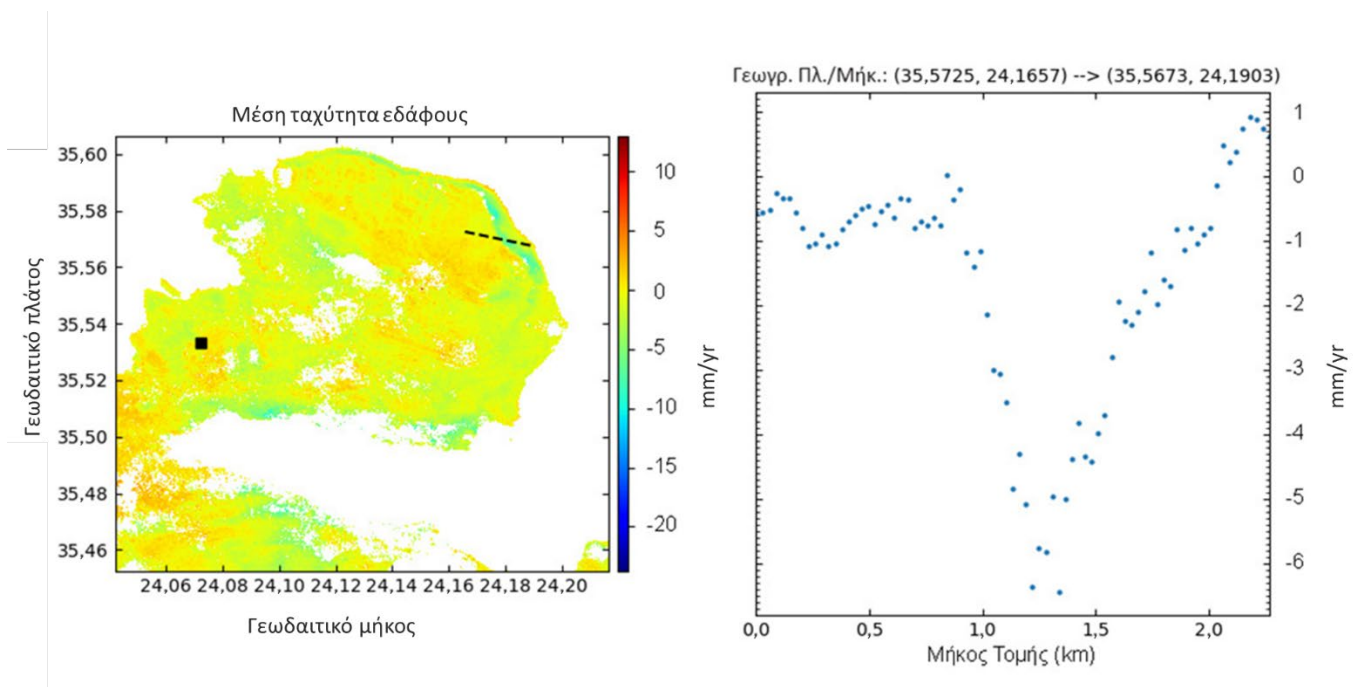 Μέση ταχύτητα εδάφους
Γεωδαιτικό πλάτος
35,60
35,58
35,56
35,54
35,52
35,50
35,48
35,46
24,06 24,08 24,10 24,12 24,14 24,16 24,18 24,20
Γεωδαιτικό μήκος
10
5
0
-5
-10
-15
-20
mm/yr
Γεωγρ. Πλ./Μήκ.: (35,5725, 24,1657) --> (35,5673, 24,1903)
1
0
-1
-2
-3
-4
-5
-6
mm/yr
0,0 0,5 1,0 1,5 2,0
Μήκος Τομής (km)